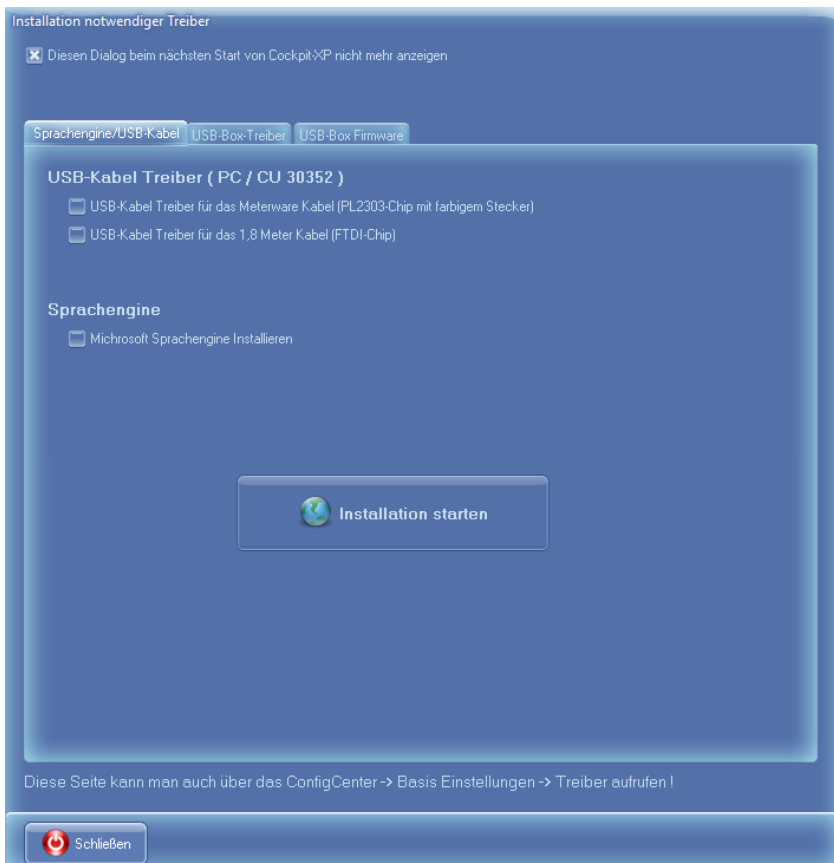 Installation notwendiger Treiber
Diesen Dialog beim nächsten Start von Cockpit-XP nicht mehr anzeigen
Sprachengine/USB-Kabel USB-Box-Treiber USB-Box Firmware
USB-Kabel Treiber ( PC / CU 30352 )
USB-Kabel Treiber für das Meterware Kabel (PL2303-Chip mit farbigem Stecker)
USB-Kabel Treiber für das 1,8 Meter Kabel (FTDI-Chip)
Sprachengine
Michrosoft Sprachengine Installieren
Installation starten
Diese Seite kann man auch über das ConfigCenter -> Basis Einstellungen -> Treiber aufrufen !
Schließen